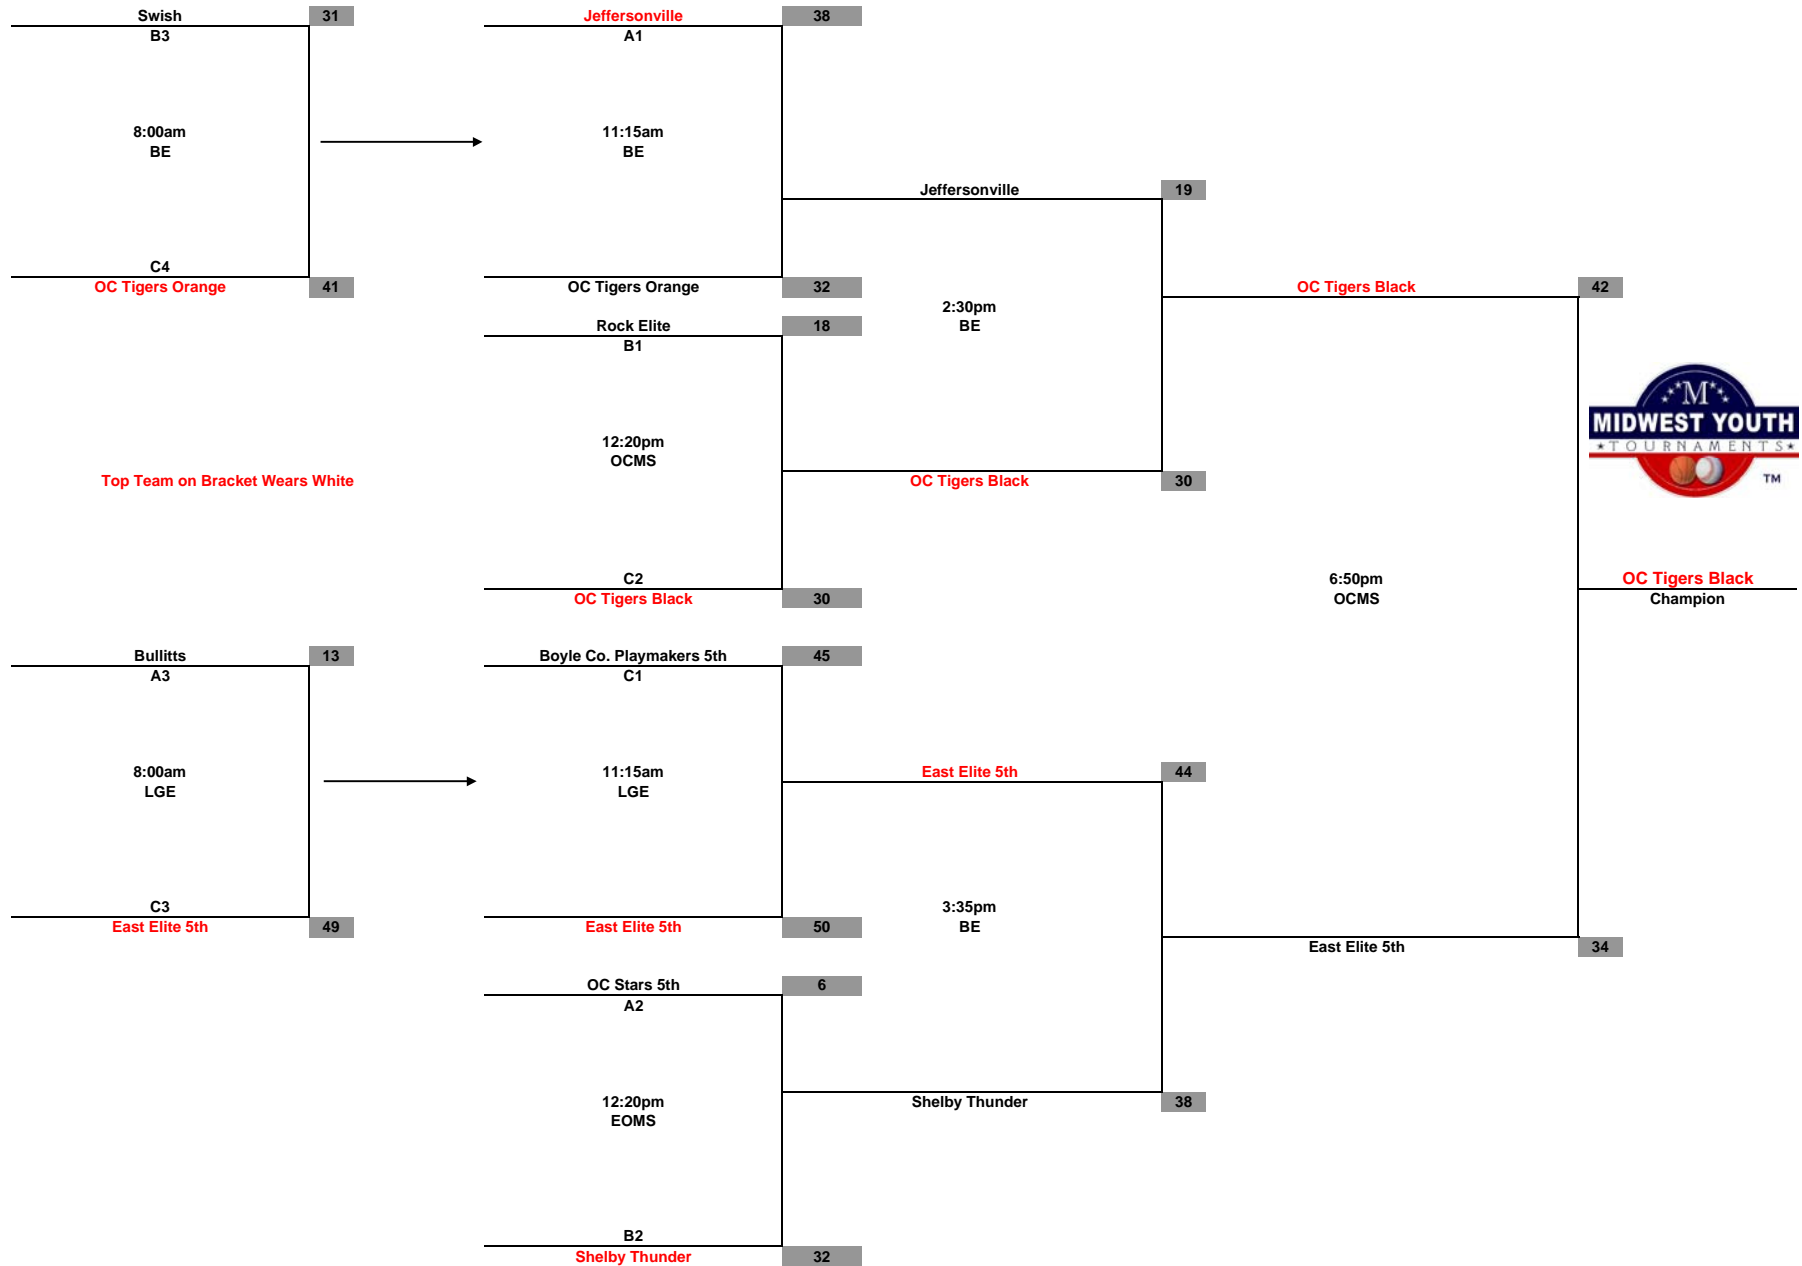 Swish 31
B3
8:00am
BE
C4
OC Tigers Orange 41
Jeffersonville 38
A1
11:15am
BE
OC Tigers Orange 32
Rock Elite 18
B1
12:20pm
OCMS
C2
OC Tigers Black 30
Top Team on Bracket Wears White
Jeffersonville 19
2:30pm
BE
OC Tigers Black 30
Bullitts 13
A3
8:00am
LGE
C3
East Elite 5th 49
Boyle Co. Playmakers 5th 45
C1
11:15am
LGE
East Elite 5th 50
OC Stars 5th 6
A2
12:20pm
EOMS
B2
Shelby Thunder 32
East Elite 5th 44
3:35pm
BE
Shelby Thunder 38
OC Tigers Black 42
6:50pm
OCMS
East Elite 5th 34
M
MIDWEST YOUTH
TOURNAMENTS
TM
OC Tigers Black
Champion